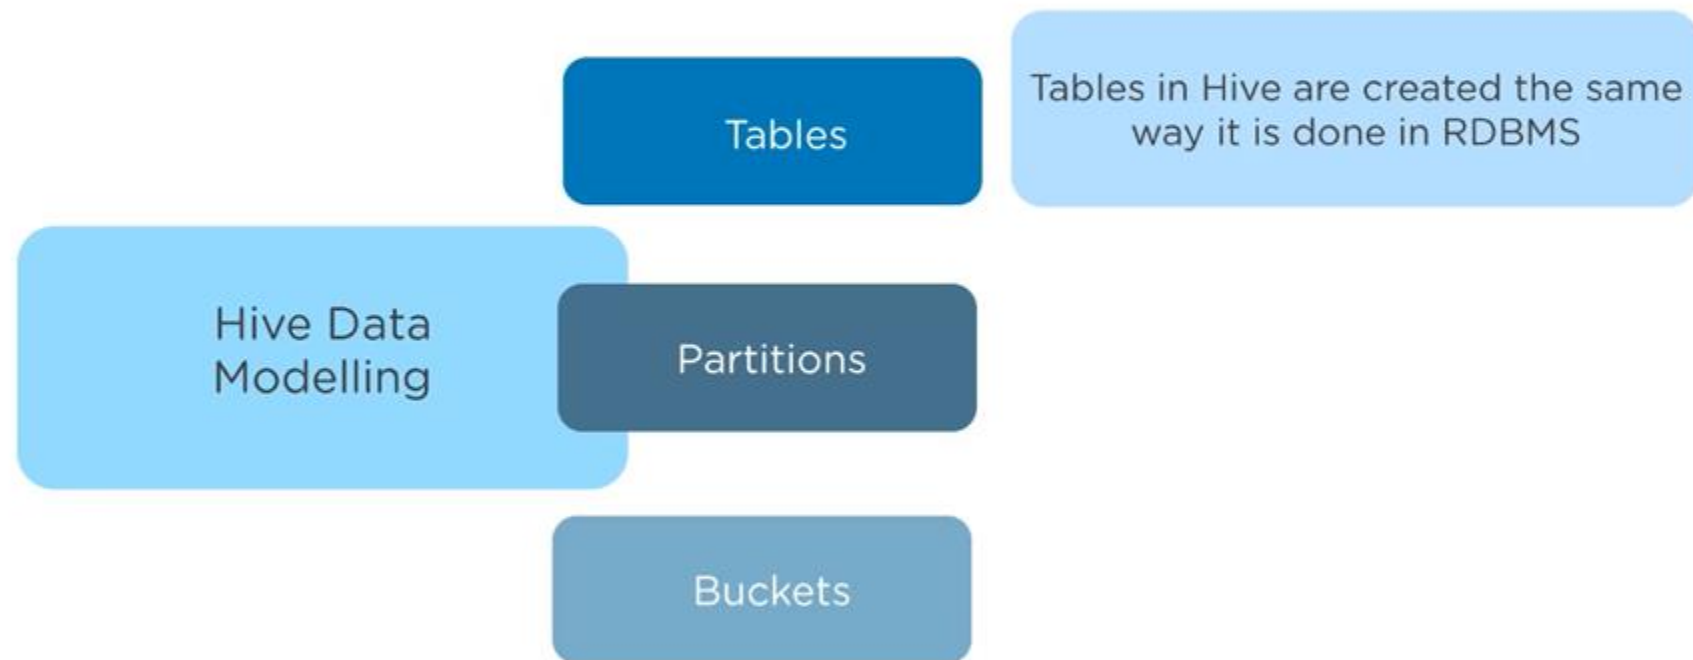 Tables
Tables in Hive are created the same
way it is done in RDBMS
Hive Data
Modelling
Partitions
Buckets